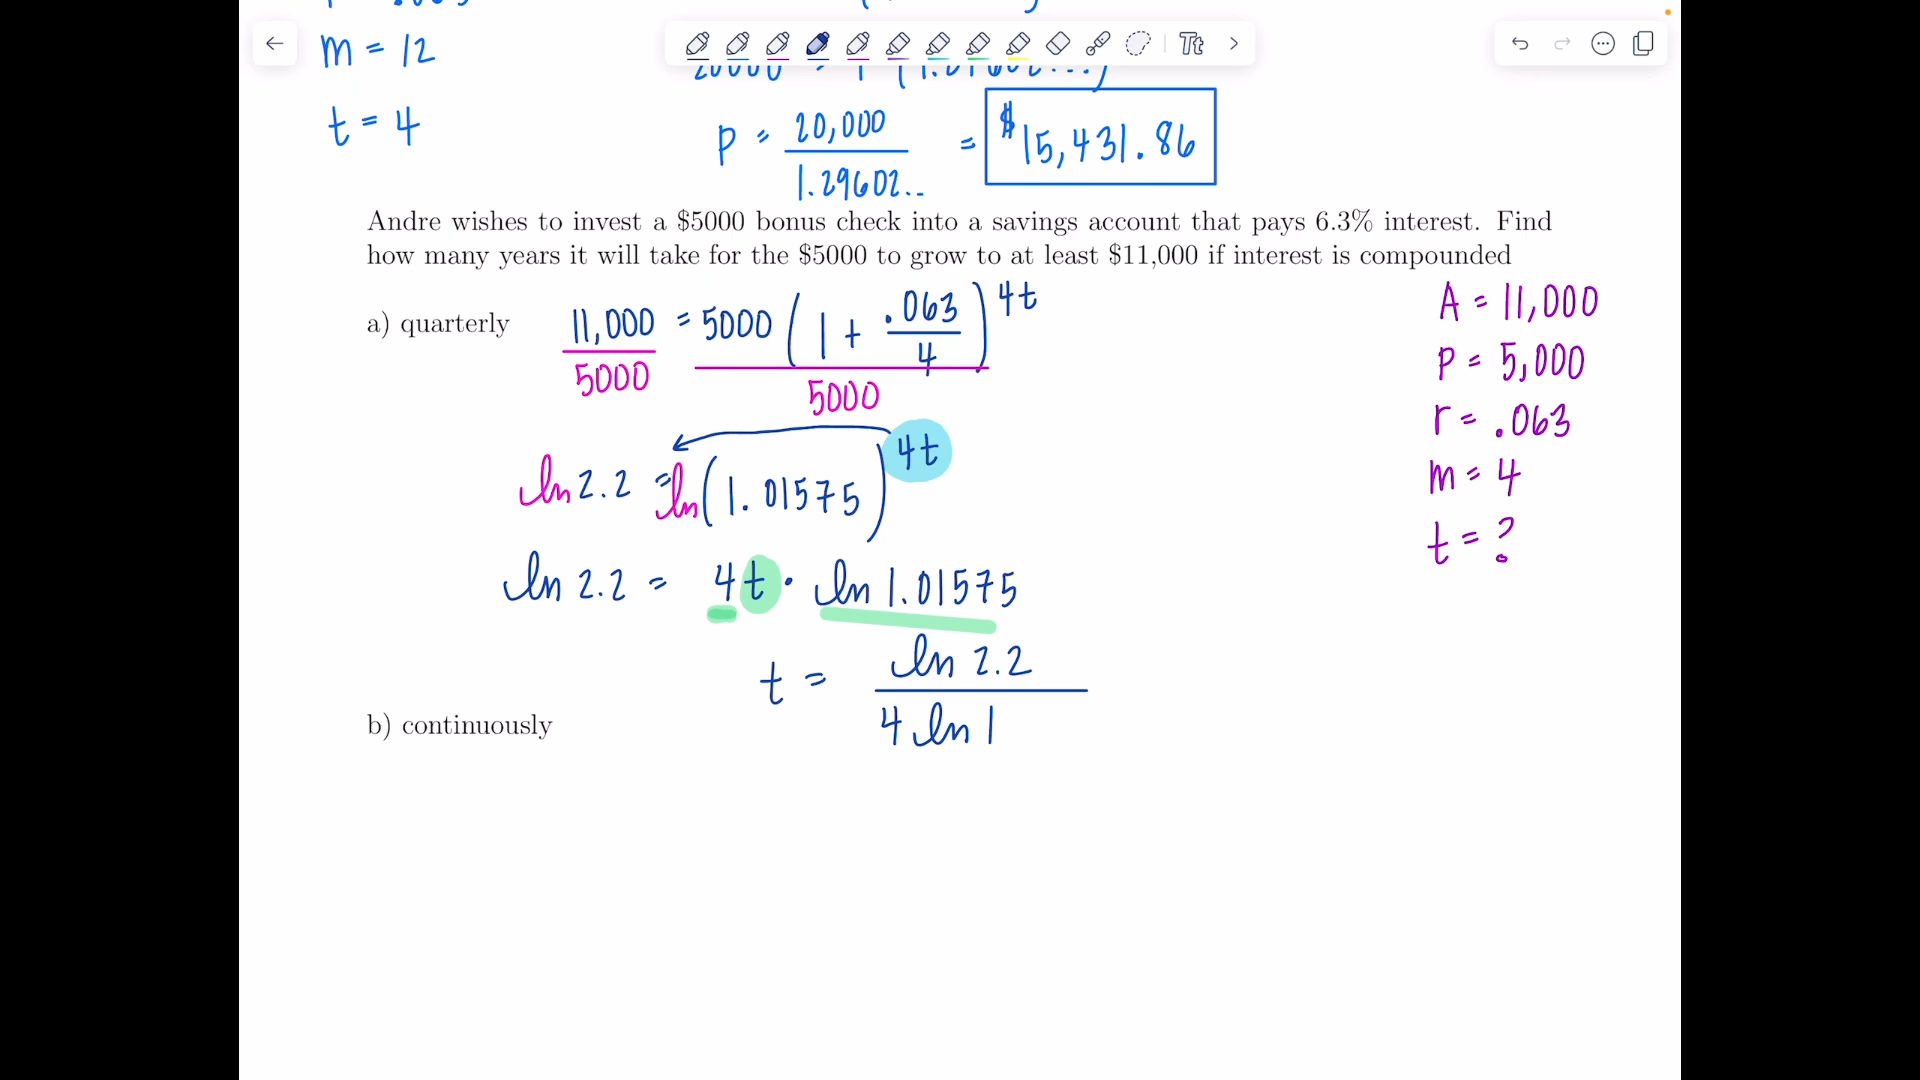 m = 12
t = 4
Tt
P = 20,000 / 1.29602.. = $15,431.86
Andre wishes to invest a $5000 bonus check into a savings account that pays 6.3% interest. Find
how many years it will take for the $5000 to grow to at least $11,000 if interest is compounded
a) quarterly
11,000 / 5000 = 5000 (1 + .063/4)^4t / 5000
ln 2.2 = ln (1.01575)^4t
ln 2.2 = 4t · ln 1.01575
t = ln 2.2 / 4 ln 1
A = 11,000
P = 5,000
r = .063
m = 4
t = ?
b) continuously